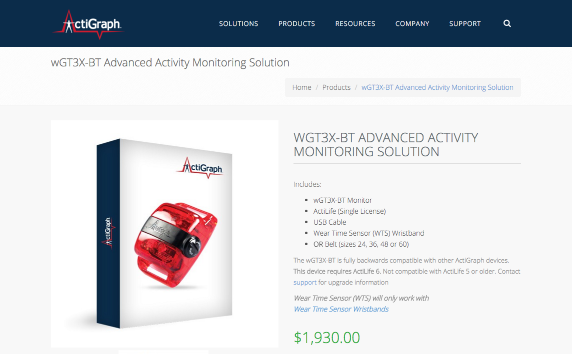 ActiGraph
SOLUTIONS PRODUCTS RESOURCES COMPANY SUPPORT
wGT3X-BT Advanced Activity Monitoring Solution
Home / Products / wGT3X-BT Advanced Activity Monitoring Solution
ActiGraph
ActiGraph
WGT3X-BT ADVANCED ACTIVITY
MONITORING SOLUTION
Includes:
wGT3X-BT Monitor
ActiLife (Single License)
USB Cable
Wear Time Sensor (WTS) Wristband
OR Belt (sizes 24, 36, 48 or 60)
The wGT3X-BT is fully backwards compatible with other ActiGraph devices.
This device requires ActiLife 6. Not compatible with ActiLife 5 or older. Contact
support for upgrade information
Wear Time Sensor (WTS) will only work with
Wear Time Sensor Wristbands
$1,930.00